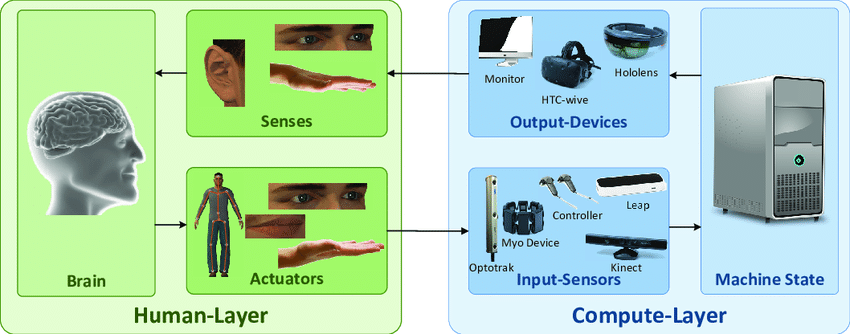 Senses
Monitor
HTC-wive
Hololens
Output-Devices
Brain
Actuators
Optotrak
Myo Device
Controller
Leap
Kinect
Input-Sensors
Machine State
Human-Layer
Compute-Layer